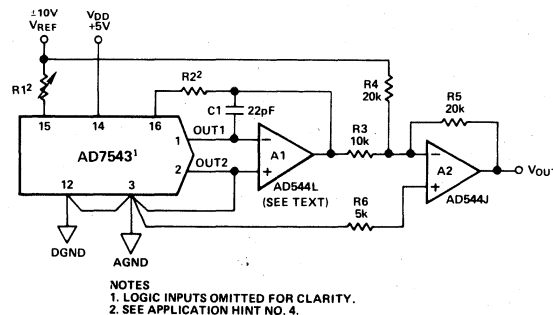 ±10V
VREF
VDD
+5V
R1²
R2²
C1
22pF
R4
20k
R5
20k
R3
10k
15
14
16
1
OUT1
AD7543¹
2
OUT2
A1
AD544L
(SEE TEXT)
A2
AD544J
VOUT
12
3
R6
5k
DGND
AGND
NOTES
1. LOGIC INPUTS OMITTED FOR CLARITY.
2. SEE APPLICATION HINT NO. 4.